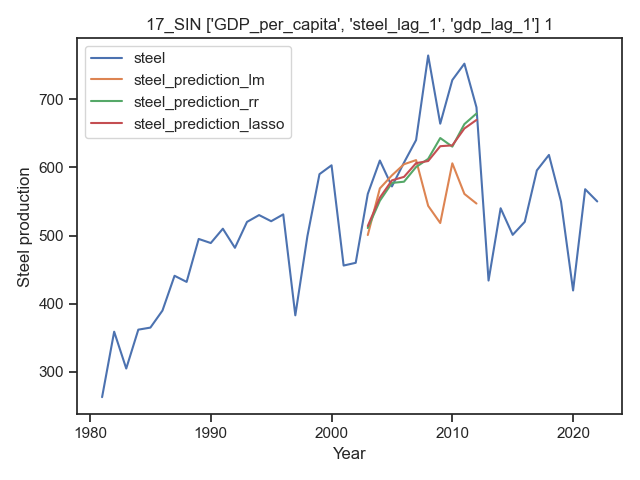 17_SIN ['GDP_per_capita', 'steel_lag_1', 'gdp_lag_1'] 1
steel
steel_prediction_lm
steel_prediction_rr
steel_prediction_lasso
Steel production
700
600
500
400
300
1980
1990
2000
2010
2020
Year